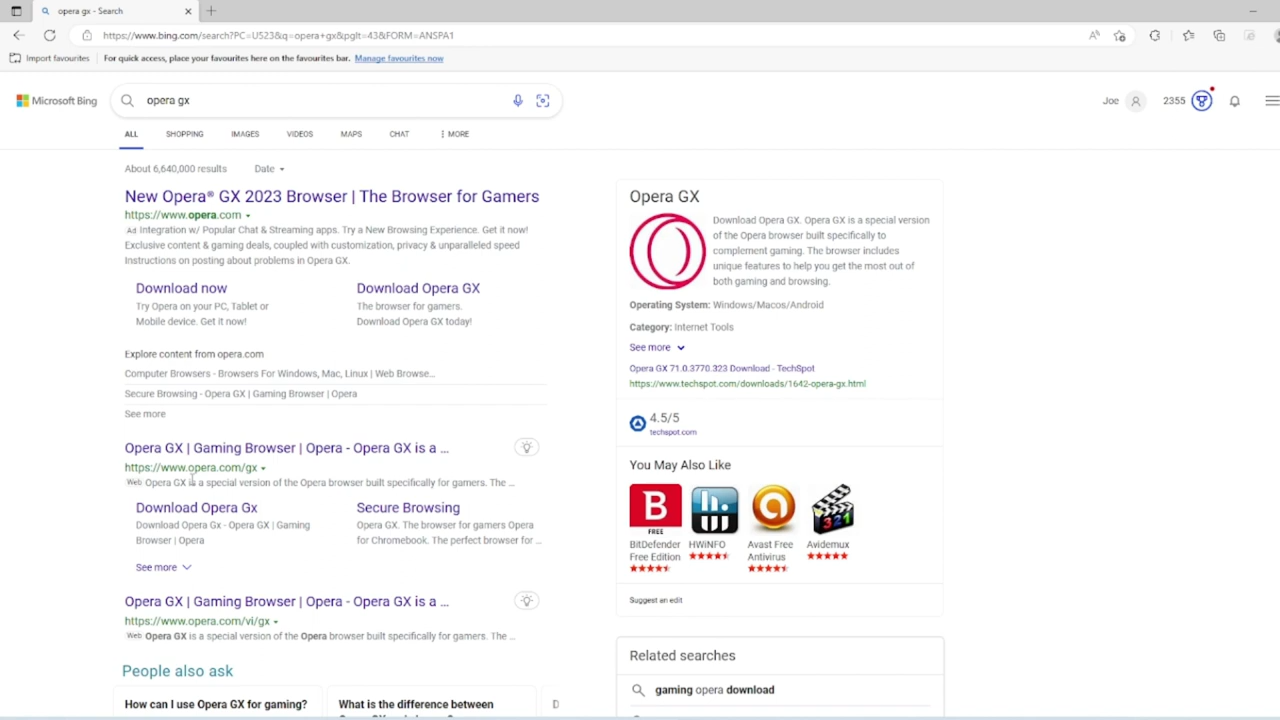 opera gx - Search
https://www.bing.com/search?PC=U523&q=opera+gx&pglt=43&FORM=ANSPA1
Import favourites
For quick access, place your favourites here on the favourites bar. Manage favourites now
Microsoft Bing
opera gx
Joe
2355
ALL SHOPPING IMAGES VIDEOS MAPS CHAT MORE
About 6,640,000 results Date
New Opera® GX 2023 Browser | The Browser for Gamers
https://www.opera.com
Ad Integration w/ Popular Chat & Streaming apps. Try a New Browsing Experience. Get it now!
Exclusive content & gaming deals, coupled with customization, privacy & unparalleled speed
Instructions on posting about problems in Opera GX.
Download now
Try Opera on your PC, Tablet or
Mobile device. Get it now!
Download Opera GX
The browser for gamers.
Download Opera GX today!
Explore content from opera.com
Computer Browsers - Browsers For Windows, Mac, Linux | Web Browse...
Secure Browsing - Opera GX | Gaming Browser | Opera
See more
Opera GX | Gaming Browser | Opera - Opera GX is a ...
https://www.opera.com/gx
Web Opera GX is a special version of the Opera browser built specifically for gamers. The ...
Download Opera Gx
Download Opera Gx - Opera GX | Gaming
Browser | Opera
Secure Browsing
Opera GX. The browser for gamers Opera
for Chromebook. The perfect browser for ...
See more
Opera GX | Gaming Browser | Opera - Opera GX is a ...
https://www.opera.com/vi/gx
Web Opera GX is a special version of the Opera browser built specifically for gamers. The ...
People also ask
How can I use Opera GX for gaming?
What is the difference between
Opera GX
Opera GX
Download Opera GX. Opera GX is a special version
of the Opera browser built specifically to
complement gaming. The browser includes
unique features to help you get the most out of
both gaming and browsing.
Operating System: Windows/Macos/Android
Category: Internet Tools
See more
Opera GX 71.0.3770.323 Download - TechSpot
https://www.techspot.com/downloads/1642-opera-gx.html
4.5/5
techspot.com
You May Also Like
B
FREE
BitDefender
Free Edition
HWiNFO
Avast Free
Antivirus
321
Avidemux
Suggest an edit
Related searches
gaming opera download